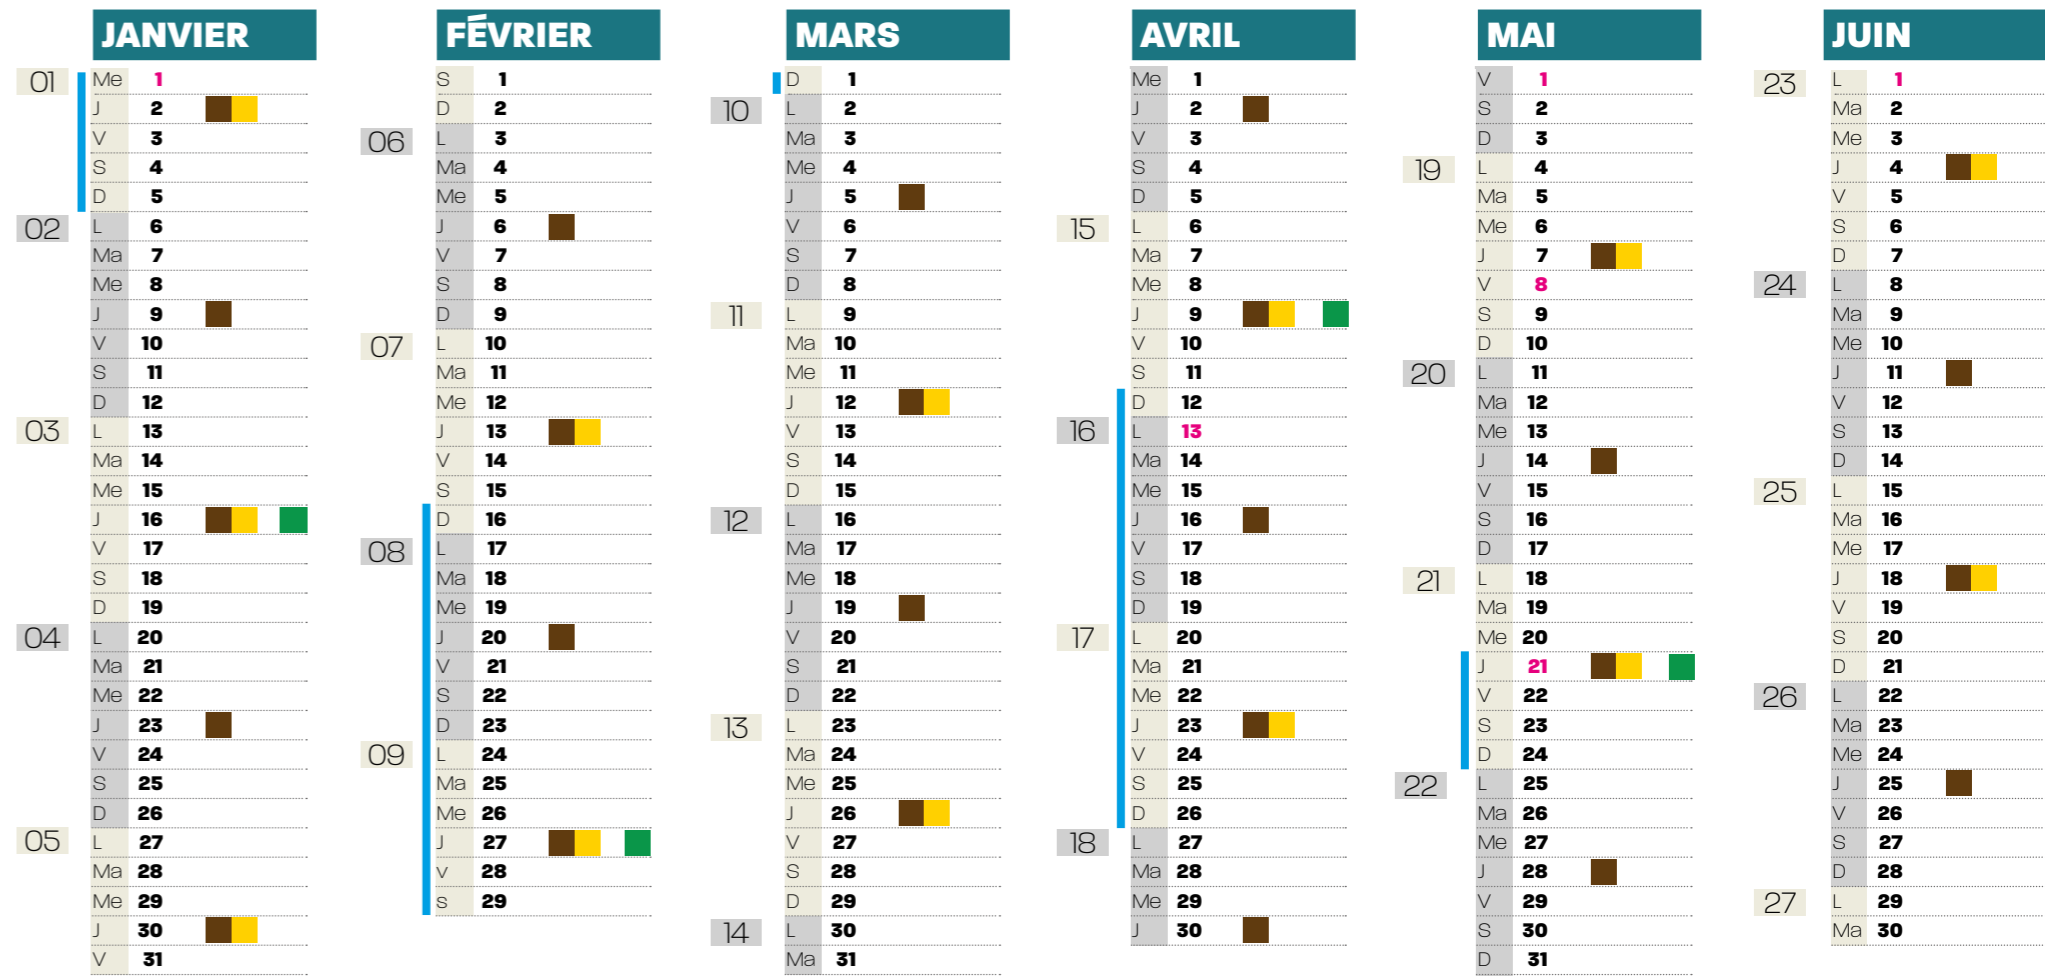 JANVIER
01 Me 1
J 2
V 3
S 4
D 5
02 L 6
Ma 7
Me 8
J 9
V 10
S 11
D 12
03 L 13
Ma 14
Me 15
J 16
V 17
S 18
D 19
04 L 20
Ma 21
Me 22
J 23
V 24
S 25
D 26
05 L 27
Ma 28
Me 29
J 30
V 31
FÉVRIER
S 1
D 2
06 L 3
Ma 4
Me 5
J 6
V 7
S 8
D 9
07 L 10
Ma 11
Me 12
J 13
V 14
S 15
D 16
08 L 17
Ma 18
Me 19
J 20
V 21
S 22
D 23
09 L 24
Ma 25
Me 26
J 27
V 28
S 29
MARS
D 1
10 L 2
Ma 3
Me 4
J 5
V 6
S 7
D 8
11 L 9
Ma 10
Me 11
J 12
V 13
S 14
D 15
12 L 16
Ma 17
Me 18
J 19
V 20
S 21
D 22
13 L 23
Ma 24
Me 25
J 26
V 27
S 28
D 29
14 L 30
Ma 31
AVRIL
Me 1
J 2
V 3
S 4
D 5
15 L 6
Ma 7
Me 8
J 9
V 10
S 11
D 12
16 L 13
Ma 14
Me 15
J 16
V 17
S 18
D 19
17 L 20
Ma 21
Me 22
J 23
V 24
S 25
D 26
18 L 27
Ma 28
Me 29
J 30
MAI
V 1
S 2
D 3
19 L 4
Ma 5
Me 6
J 7
V 8
S 9
D 10
20 L 11
Ma 12
Me 13
J 14
V 15
S 16
D 17
21 L 18
Ma 19
Me 20
J 21
V 22
S 23
D 24
22 L 25
Ma 26
Me 27
J 28
V 29
S 30
D 31
JUIN
23 L 1
Ma 2
Me 3
J 4
V 5
S 6
D 7
24 L 8
Ma 9
Me 10
J 11
V 12
S 13
D 14
25 L 15
Ma 16
Me 17
J 18
V 19
S 20
D 21
26 L 22
Ma 23
Me 24
J 25
V 26
S 27
D 28
27 L 29
Ma 30